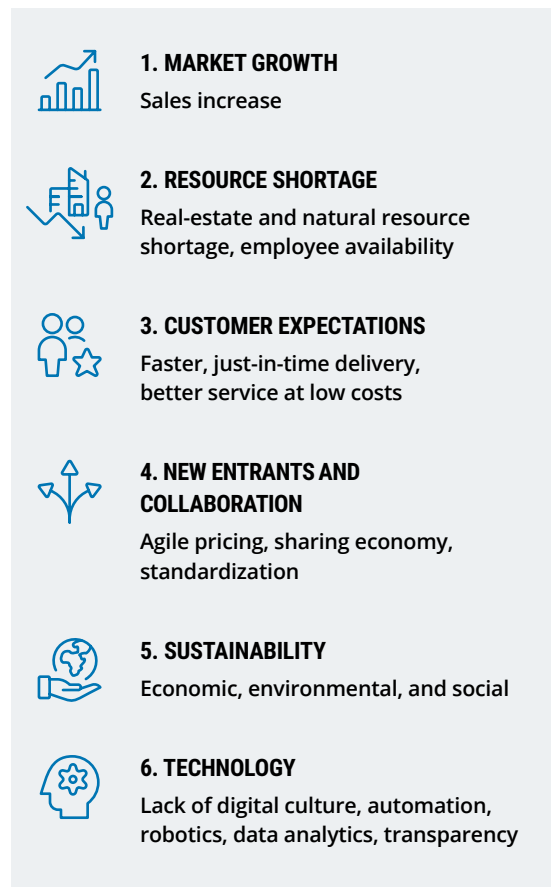 1. MARKET GROWTH
Sales increase
2. RESOURCE SHORTAGE
Real-estate and natural resource
shortage, employee availability
3. CUSTOMER EXPECTATIONS
Faster, just-in-time delivery,
better service at low costs
4. NEW ENTRANTS AND
COLLABORATION
Agile pricing, sharing economy,
standardization
5. SUSTAINABILITY
Economic, environmental, and social
6. TECHNOLOGY
Lack of digital culture, automation,
robotics, data analytics, transparency